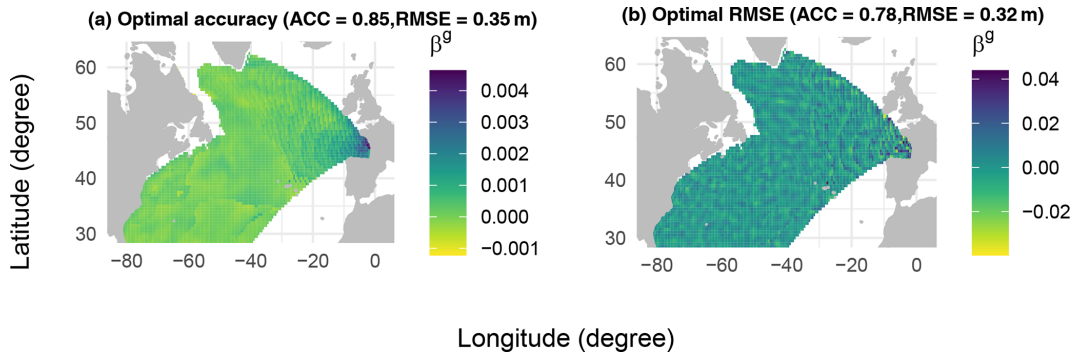 (a) Optimal accuracy (ACC = 0.85,RMSE = 0.35 m)
(b) Optimal RMSE (ACC = 0.78,RMSE = 0.32 m)
Latitude (degree)
60
50
40
30
−80 −60 −40 −20 0
βg
0.004
0.003
0.002
0.001
0.000
−0.001
60
50
40
30
−80 −60 −40 −20 0
βg
0.04
0.02
0.00
−0.02
Longitude (degree)